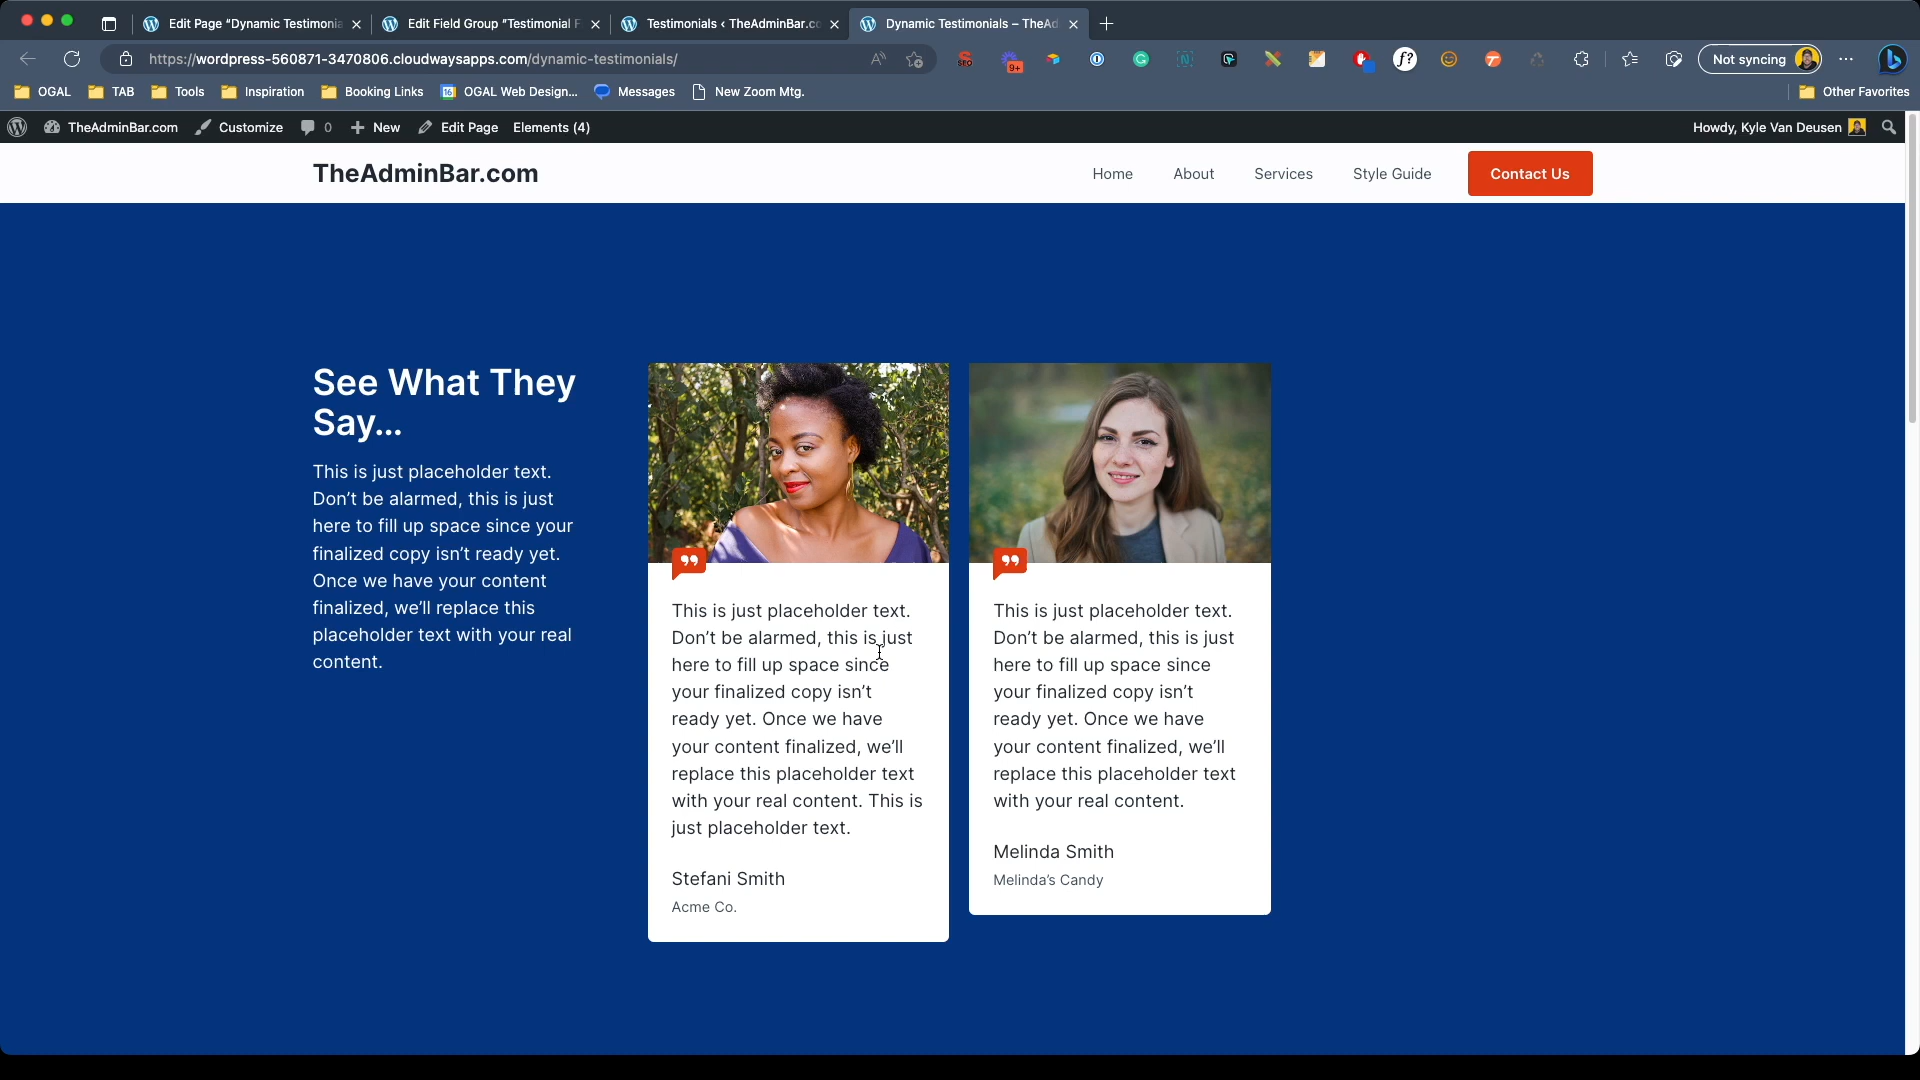 Edit Page “Dynamic Testimonia
Edit Field Group “Testimonial F
Testimonials ‹ TheAdminBar.co
Dynamic Testimonials – TheAd
https://wordpress-560871-3470806.cloudwaysapps.com/dynamic-testimonials/
9+
Not syncing
OGAL
TAB
Tools
Inspiration
Booking Links
OGAL Web Design...
Messages
New Zoom Mtg.
Other Favorites
TheAdminBar.com
Customize
0
New
Edit Page
Elements (4)
Howdy, Kyle Van Deusen
TheAdminBar.com
Home
About
Services
Style Guide
Contact Us
See What They
Say...
This is just placeholder text.
Don’t be alarmed, this is just
here to fill up space since your
finalized copy isn’t ready yet.
Once we have your content
finalized, we’ll replace this
placeholder text with your real
content.
This is just placeholder text.
Don’t be alarmed, this is just
here to fill up space since
your finalized copy isn’t
ready yet. Once we have
your content finalized, we’ll
replace this placeholder text
with your real content. This is
just placeholder text.
Stefani Smith
Acme Co.
This is just placeholder text.
Don’t be alarmed, this is just
here to fill up space since
your finalized copy isn’t
ready yet. Once we have
your content finalized, we’ll
replace this placeholder text
with your real content.
Melinda Smith
Melinda’s Candy